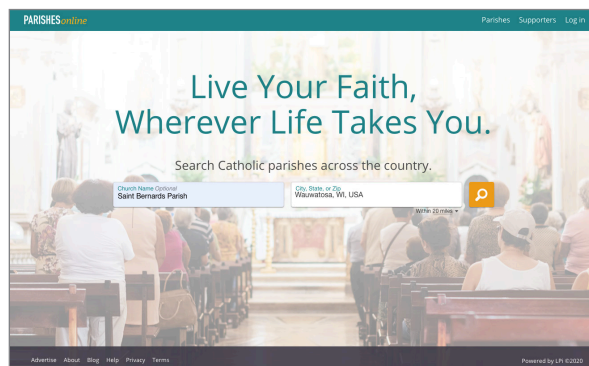 PARISHESonline
Parishes Supporters Log in
Live Your Faith,
Wherever Life Takes You.
Search Catholic parishes across the country.
Church Name Optional
Saint Bernards Parish
City, State, or Zip
Wauwatosa, WI, USA
Within 20 miles
Advertise About Blog Help Privacy Terms
Powered by LPi ©2020